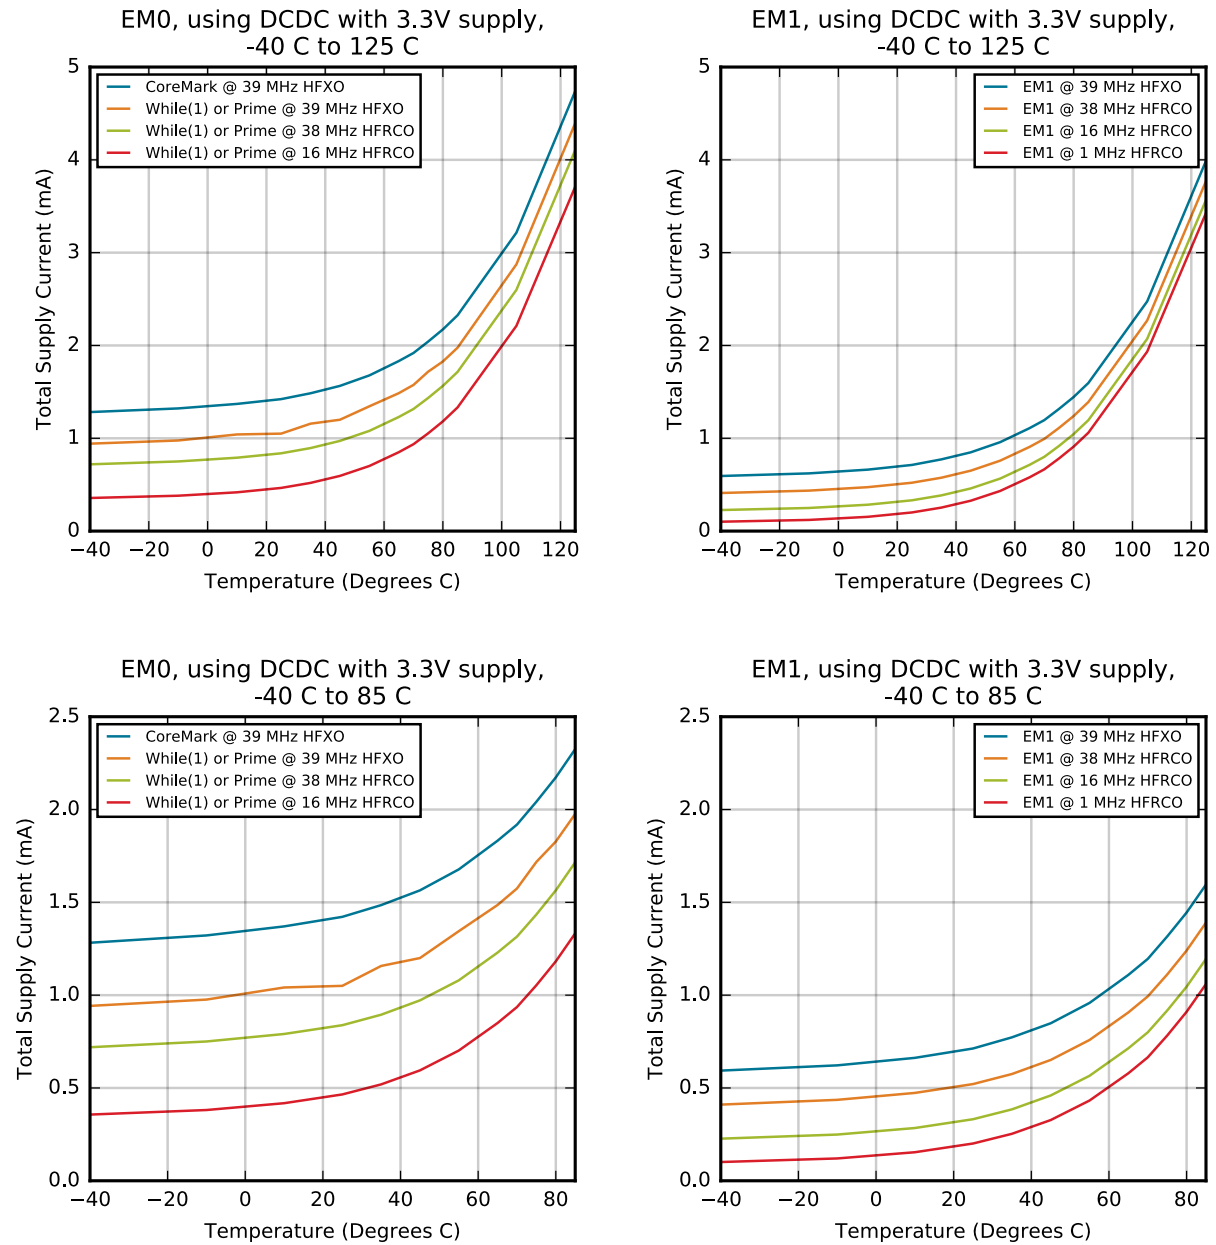 EM0, using DCDC with 3.3V supply,
-40 C to 125 C
5
4
3
2
1
0
Total Supply Current (mA)
CoreMark @ 39 MHz HFXO
While(1) or Prime @ 39 MHz HFXO
While(1) or Prime @ 38 MHz HFRCO
While(1) or Prime @ 16 MHz HFRCO
−40 −20 0 20 40 60 80 100 120
Temperature (Degrees C)
EM1, using DCDC with 3.3V supply,
-40 C to 125 C
5
4
3
2
1
0
Total Supply Current (mA)
EM1 @ 39 MHz HFXO
EM1 @ 38 MHz HFRCO
EM1 @ 16 MHz HFRCO
EM1 @ 1 MHz HFRCO
−40 −20 0 20 40 60 80 100 120
Temperature (Degrees C)
EM0, using DCDC with 3.3V supply,
-40 C to 85 C
2.5
2.0
1.5
1.0
0.5
0.0
Total Supply Current (mA)
CoreMark @ 39 MHz HFXO
While(1) or Prime @ 39 MHz HFXO
While(1) or Prime @ 38 MHz HFRCO
While(1) or Prime @ 16 MHz HFRCO
−40 −20 0 20 40 60 80
Temperature (Degrees C)
EM1, using DCDC with 3.3V supply,
-40 C to 85 C
2.5
2.0
1.5
1.0
0.5
0.0
Total Supply Current (mA)
EM1 @ 39 MHz HFXO
EM1 @ 38 MHz HFRCO
EM1 @ 16 MHz HFRCO
EM1 @ 1 MHz HFRCO
−40 −20 0 20 40 60 80
Temperature (Degrees C)